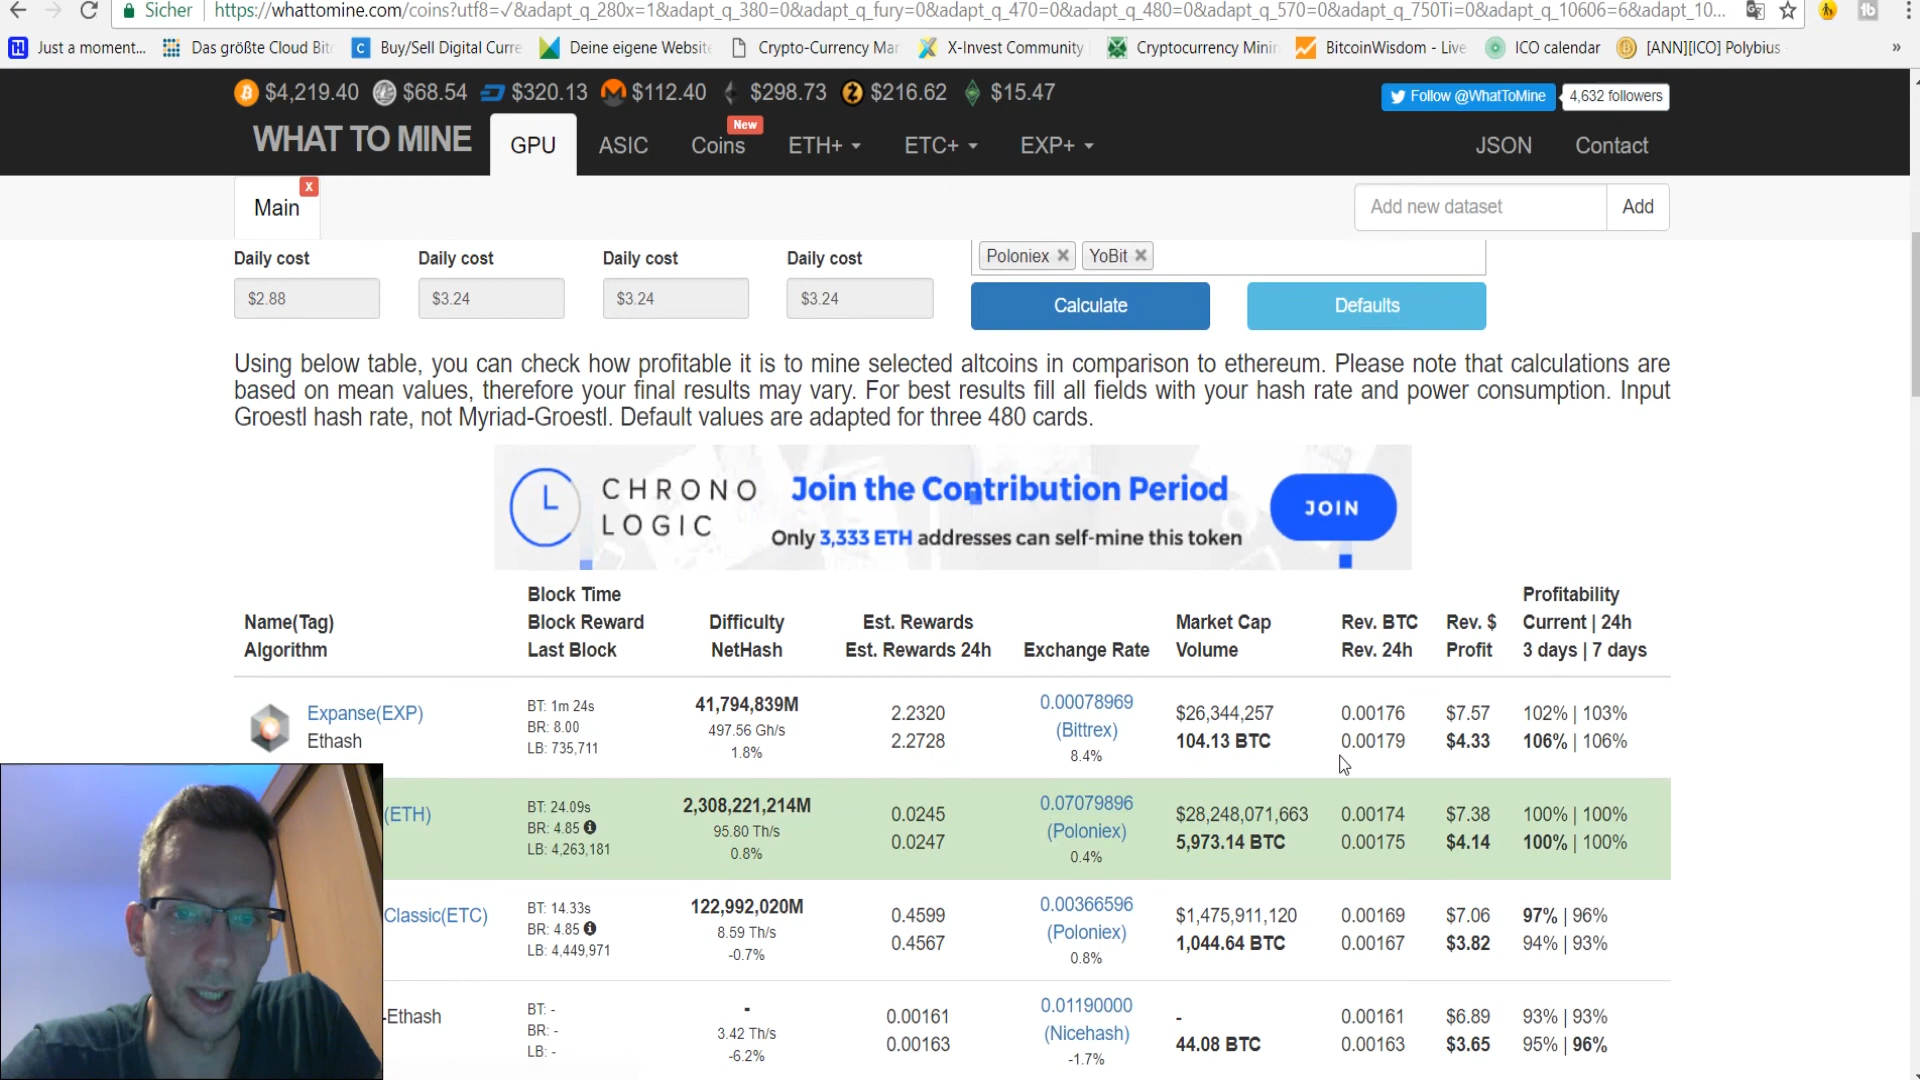 Sicher https://whattomine.com/coins?utf8=✓&adapt_q_280x=1&adapt_q_380=0&adapt_q_fury=0&adapt_q_470=0&adapt_q_480=0&adapt_q_570=0&adapt_q_750Ti=0&adapt_q_10606=6&adapt_10...
Just a moment... Das größte Cloud Bit Buy/Sell Digital Curre Deine eigene Website Crypto-Currency Mar X-Invest Community Cryptocurrency Minin BitcoinWisdom - Live ICO calendar [ANN][ICO] Polybius »
$4,219.40 $68.54 $320.13 $112.40 $298.73 $216.62 $15.47 Follow @WhatToMine 4,632 followers
New
WHAT TO MINE GPU ASIC Coins ETH+ ETC+ EXP+ JSON Contact
x
Main Add new dataset Add
Daily cost Daily cost Daily cost Daily cost Poloniex × YoBit ×
$2.88 $3.24 $3.24 $3.24 Calculate Defaults
Using below table, you can check how profitable it is to mine selected altcoins in comparison to ethereum. Please note that calculations are
based on mean values, therefore your final results may vary. For best results fill all fields with your hash rate and power consumption. Input
Groestl hash rate, not Myriad-Groestl. Default values are adapted for three 480 cards.
CHRONO
LOGIC
Join the Contribution Period
Only 3,333 ETH addresses can self-mine this token
JOIN
Block Time Profitability
Name(Tag) Block Reward Difficulty Est. Rewards Market Cap Rev. BTC Rev. $ Current | 24h
Algorithm Last Block NetHash Est. Rewards 24h Exchange Rate Volume Rev. 24h Profit 3 days | 7 days
Expanse(EXP)
Ethash
BT: 1m 24s
BR: 8.00
LB: 735,711
41,794,839M
497.56 Gh/s
1.8%
2.2320
2.2728
0.00078969
(Bittrex)
8.4%
$26,344,257
104.13 BTC
0.00176
0.00179
$7.57
$4.33
102% | 103%
106% | 106%
(ETH)
BT: 24.09s
BR: 4.85
LB: 4,263,181
2,308,221,214M
95.80 Th/s
0.8%
0.0245
0.0247
0.07079896
(Poloniex)
0.4%
$28,248,071,663
5,973.14 BTC
0.00174
0.00175
$7.38
$4.14
100% | 100%
100% | 100%
Classic(ETC)
BT: 14.33s
BR: 4.85
LB: 4,449,971
122,992,020M
8.59 Th/s
-0.7%
0.4599
0.4567
0.00366596
(Poloniex)
0.8%
$1,475,911,120
1,044.64 BTC
0.00169
0.00167
$7.06
$3.82
97% | 96%
94% | 93%
-Ethash
BT: -
BR: -
LB: -
-
3.42 Th/s
-6.2%
0.00161
0.00163
0.01190000
(Nicehash)
-1.7%
-
44.08 BTC
0.00161
0.00163
$6.89
$3.65
93% | 93%
95% | 96%